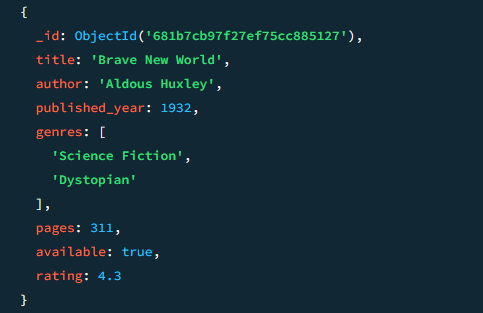 {
_id: ObjectId('681b7cb97f27ef75cc885127'),
title: 'Brave New World',
author: 'Aldous Huxley',
published_year: 1932,
genres: [
'Science Fiction',
'Dystopian'
],
pages: 311,
available: true,
rating: 4.3
}